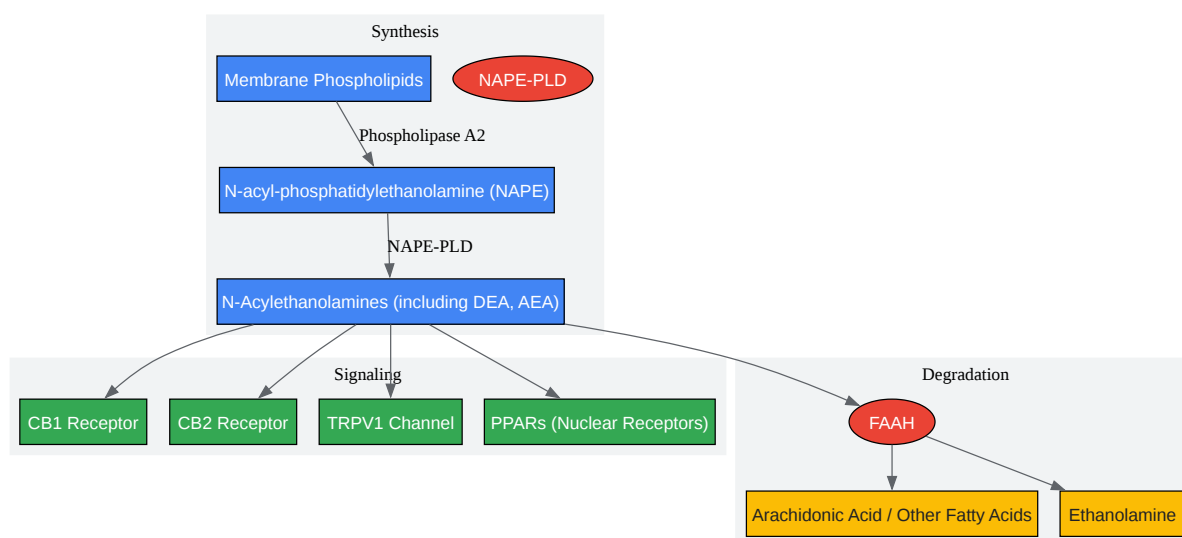 Synthesis
Membrane Phospholipids
NAPE-PLD
Phospholipase A2
N-acyl-phosphatidylethanolamine (NAPE)
NAPE-PLD
N-Acylethanolamines (including DEA, AEA)
Signaling
Degradation
CB1 Receptor
CB2 Receptor
TRPV1 Channel
PPARs (Nuclear Receptors)
FAAH
Arachidonic Acid / Other Fatty Acids
Ethanolamine